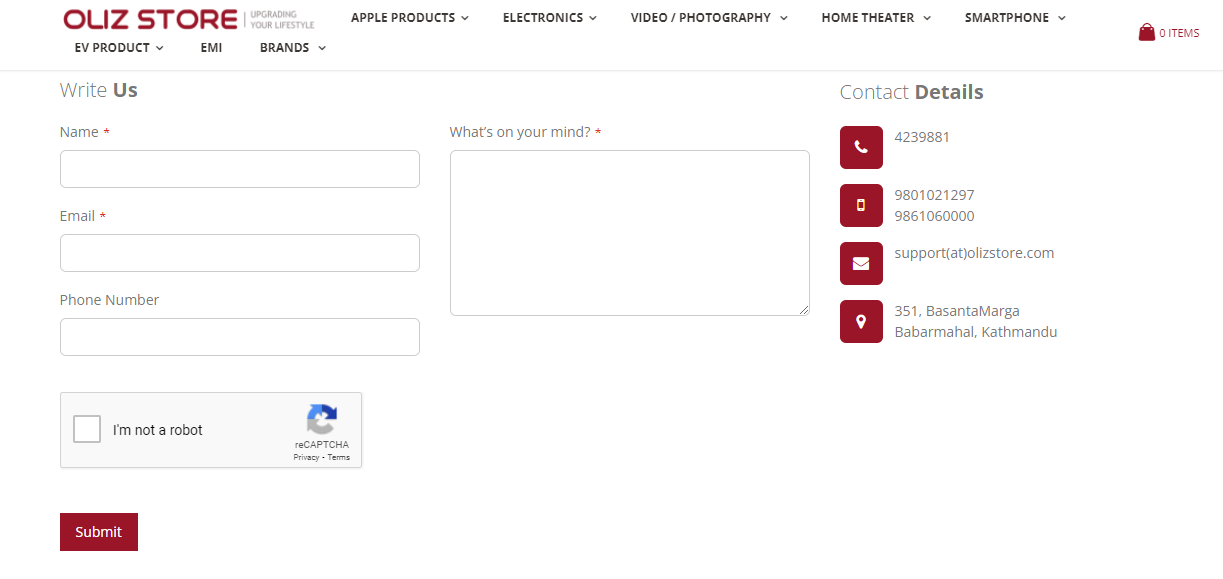 OLIZ STORE | UPGRADING YOUR LIFESTYLE
APPLE PRODUCTS ELECTRONICS VIDEO / PHOTOGRAPHY HOME THEATER SMARTPHONE
EV PRODUCT EMI BRANDS
0 ITEMS
Write Us
Name *
Email *
Phone Number
What's on your mind? *
I'm not a robot
reCAPTCHA
Privacy - Terms
Submit
Contact Details
4239881
9801021297
9861060000
support(at)olizstore.com
351, BasantaMarga
Babarmahal, Kathmandu